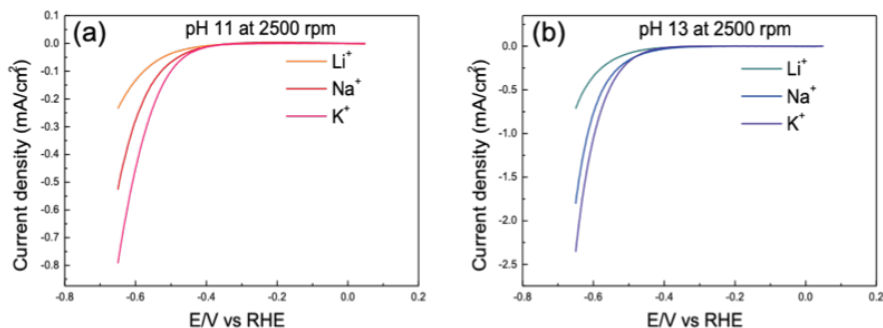 (a)
pH 11 at 2500 rpm
Li⁺
Na⁺
K⁺
Current density (mA/cm²)
0.1
0.0
-0.1
-0.2
-0.3
-0.4
-0.5
-0.6
-0.7
-0.8
-0.8
-0.6
-0.4
-0.2
0.0
0.2
E/V vs RHE
(b)
pH 13 at 2500 rpm
Li⁺
Na⁺
K⁺
Current density (mA/cm²)
0.0
-0.5
-1.0
-1.5
-2.0
-2.5
-0.8
-0.6
-0.4
-0.2
0.0
0.2
E/V vs RHE